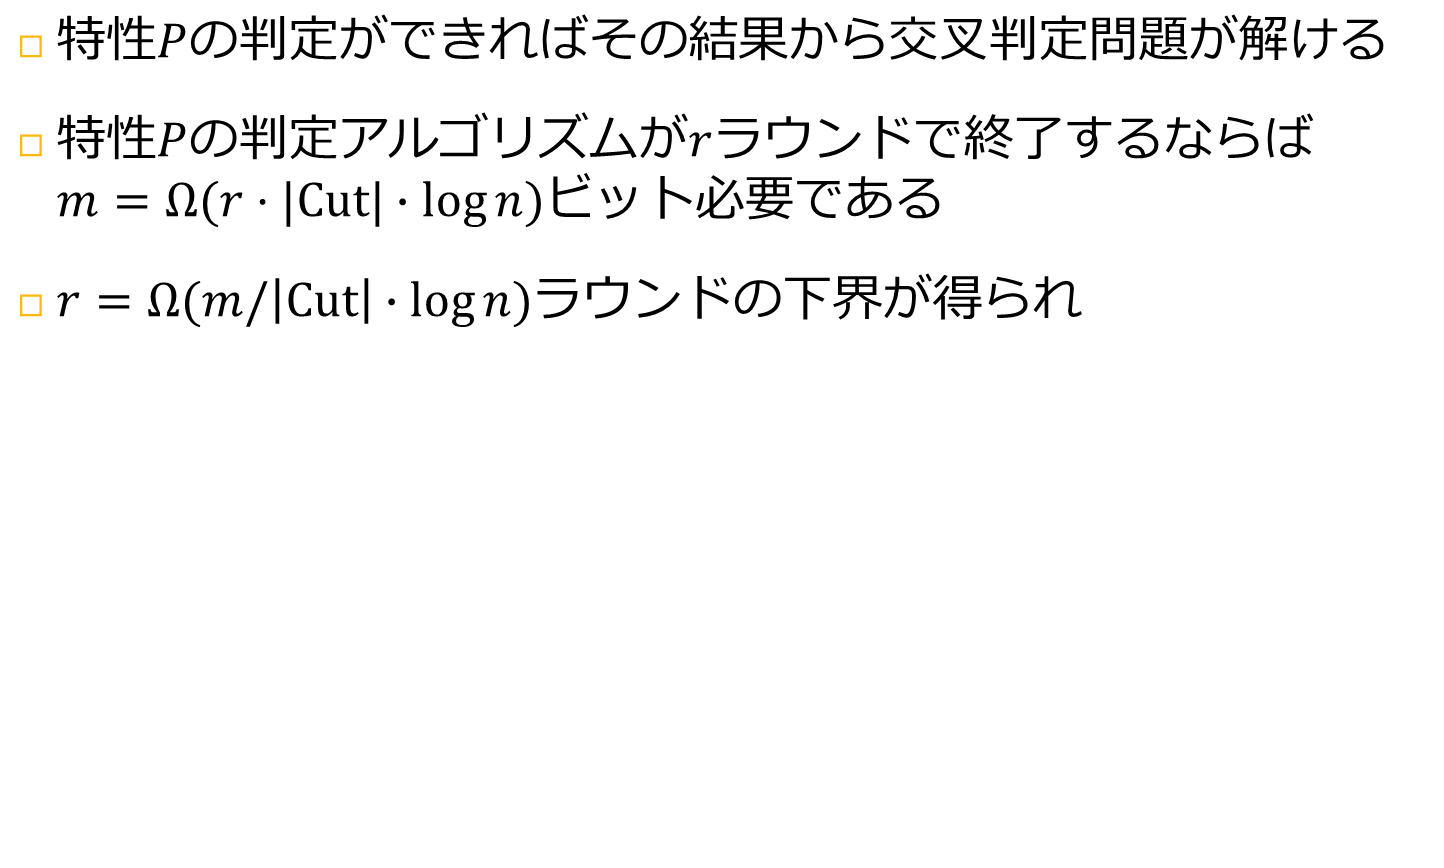 特性𝑃の判定ができればその結果から交叉判定問題が解ける
特性𝑃の判定アルゴリズムが𝑟ラウンドで終了するならば
𝑚 = Ω(𝑟 · |Cut| · log 𝑛)ビット必要である
𝑟 = Ω(𝑚/|Cut| · log 𝑛)ラウンドの下界が得られ